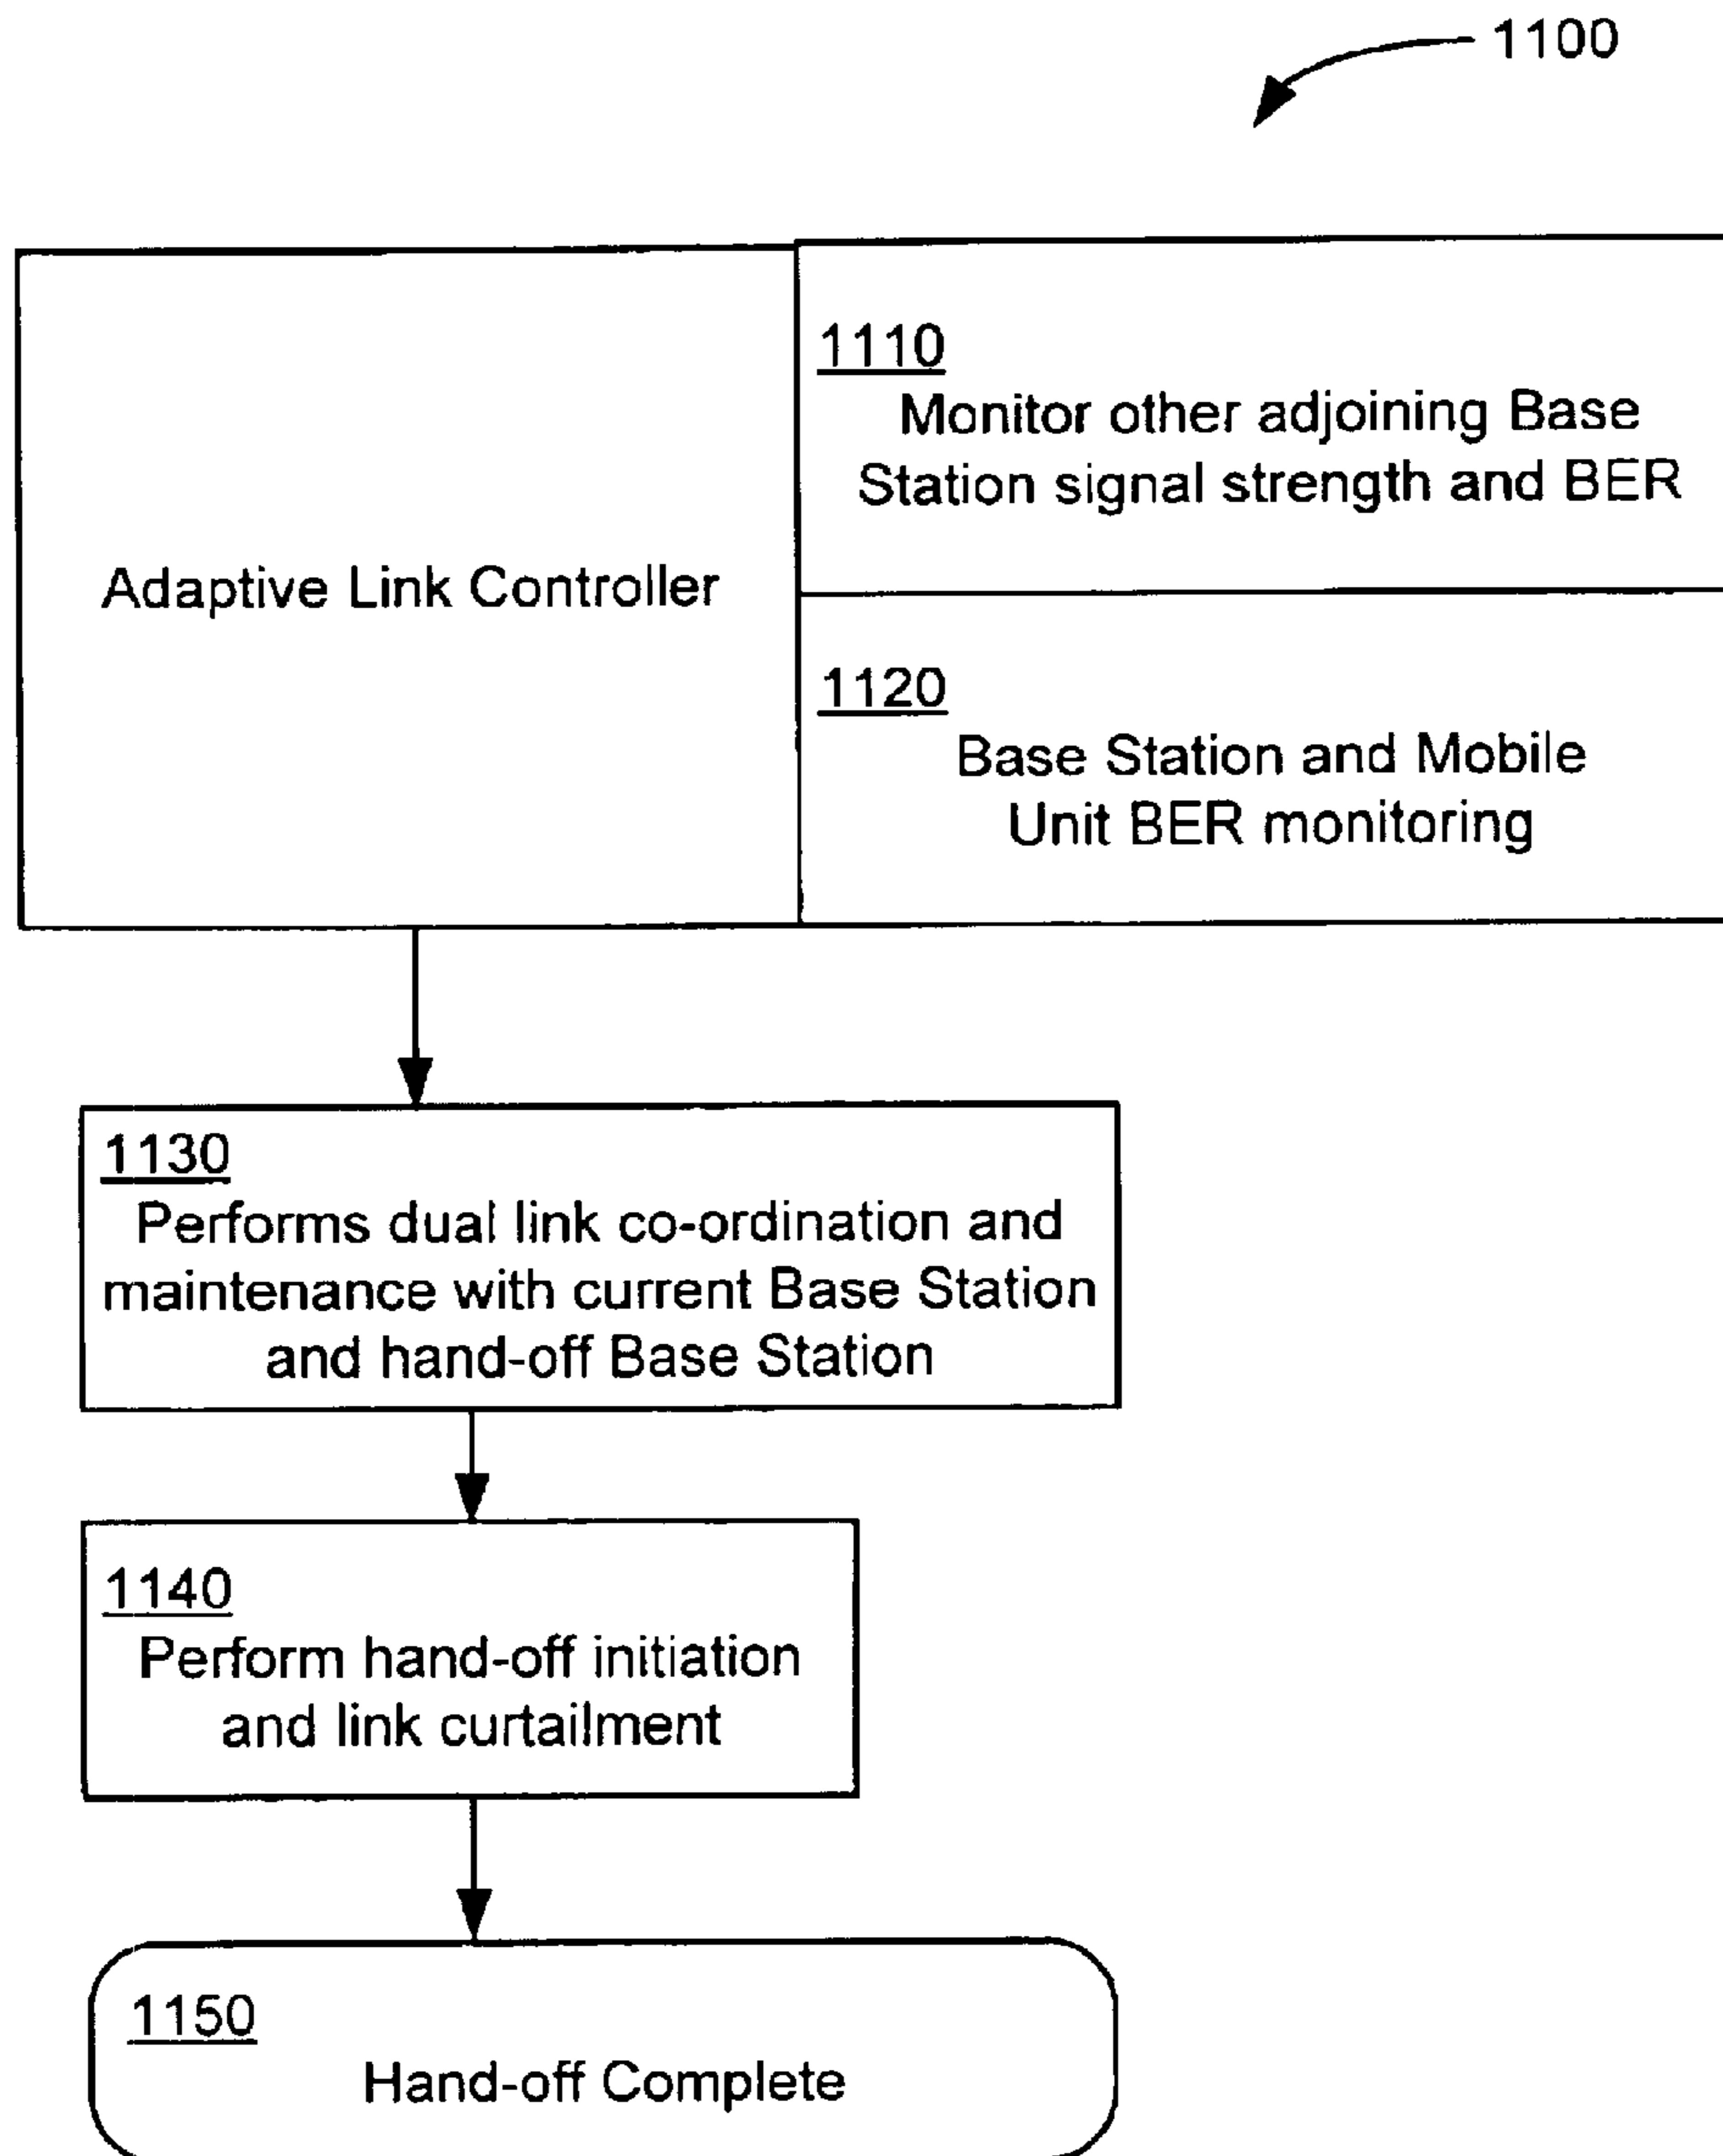 1100
1110
Monitor other adjoining Base
Station signal strength and BER
Adaptive Link Controller
1120
Base Station and Mobile
Unit BER monitoring
1130
Performs dual link co-ordination and
maintenance with current Base Station
and hand-off Base Station
1140
Perform hand-off initiation
and link curtailment
1150
Hand-off Complete